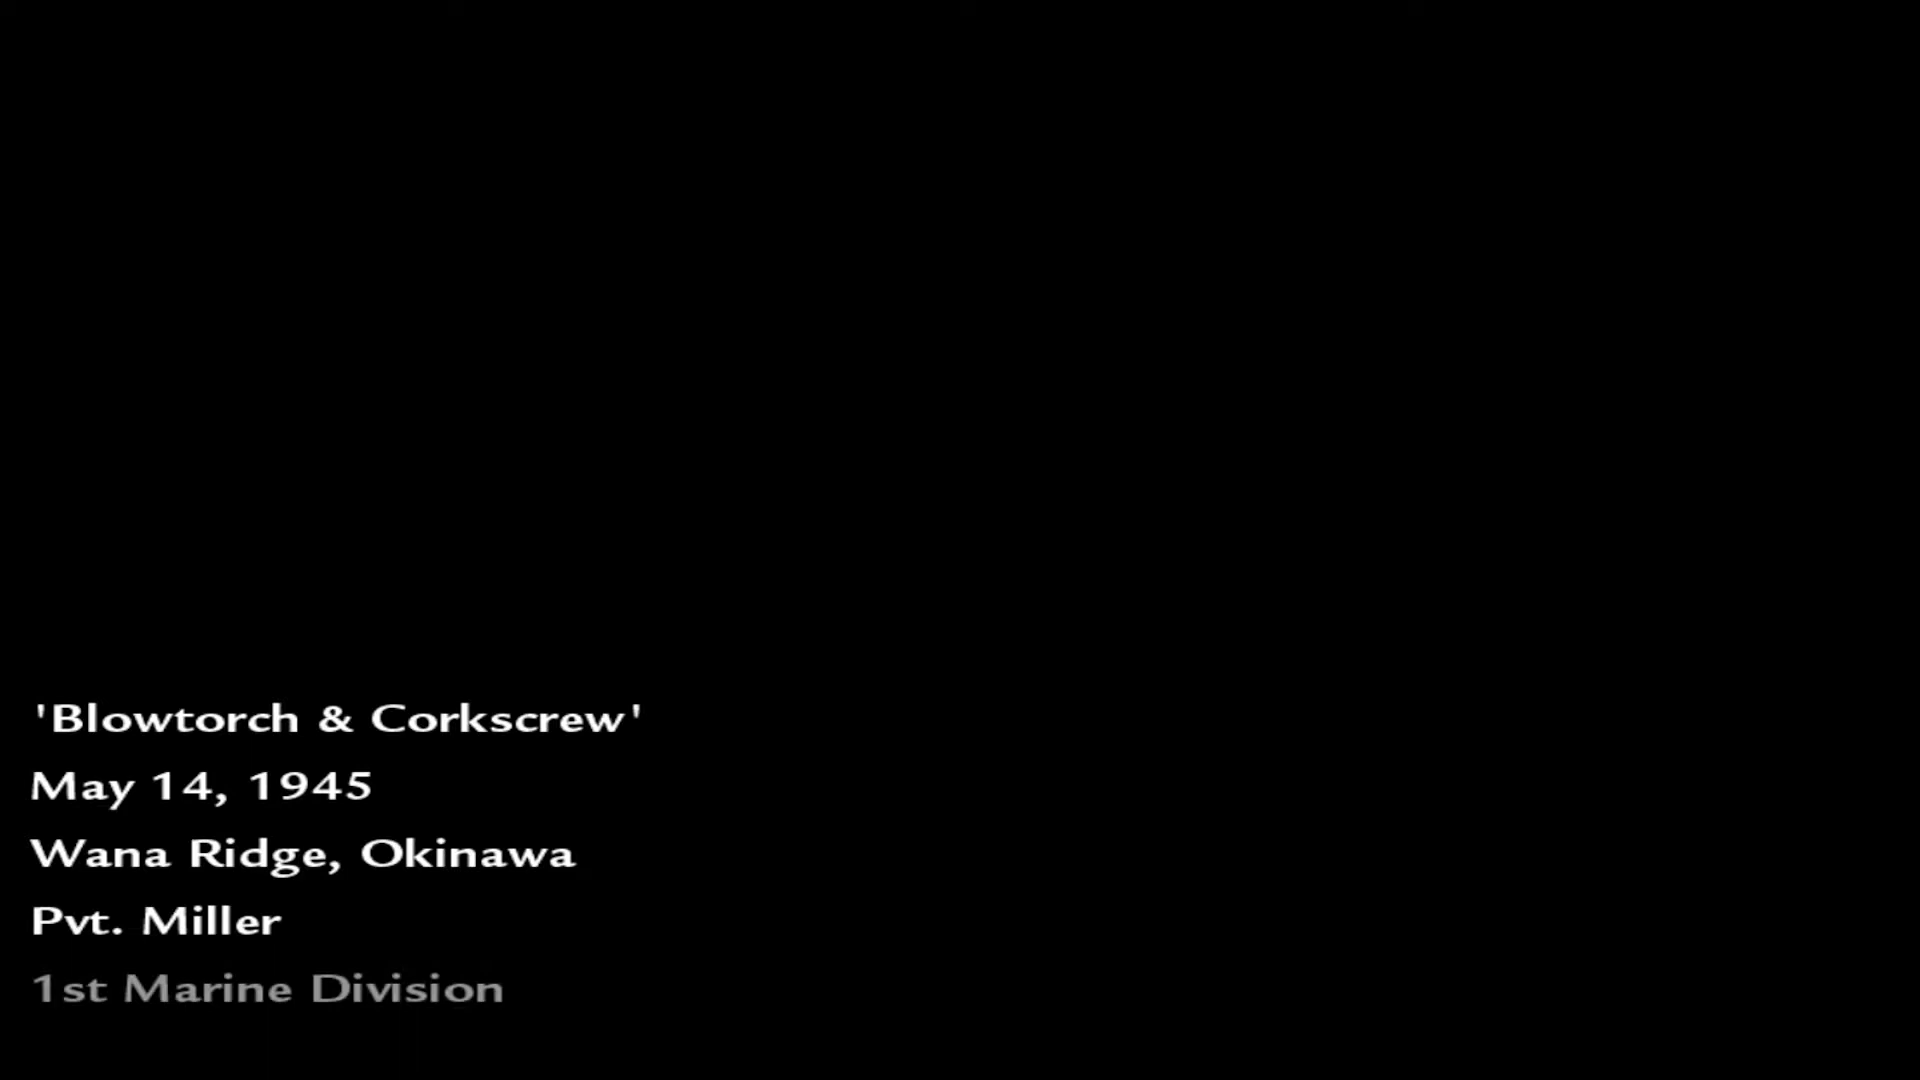 'Blowtorch & Corkscrew'
May 14, 1945
Wana Ridge, Okinawa
Pvt. Miller
1st Marine Division